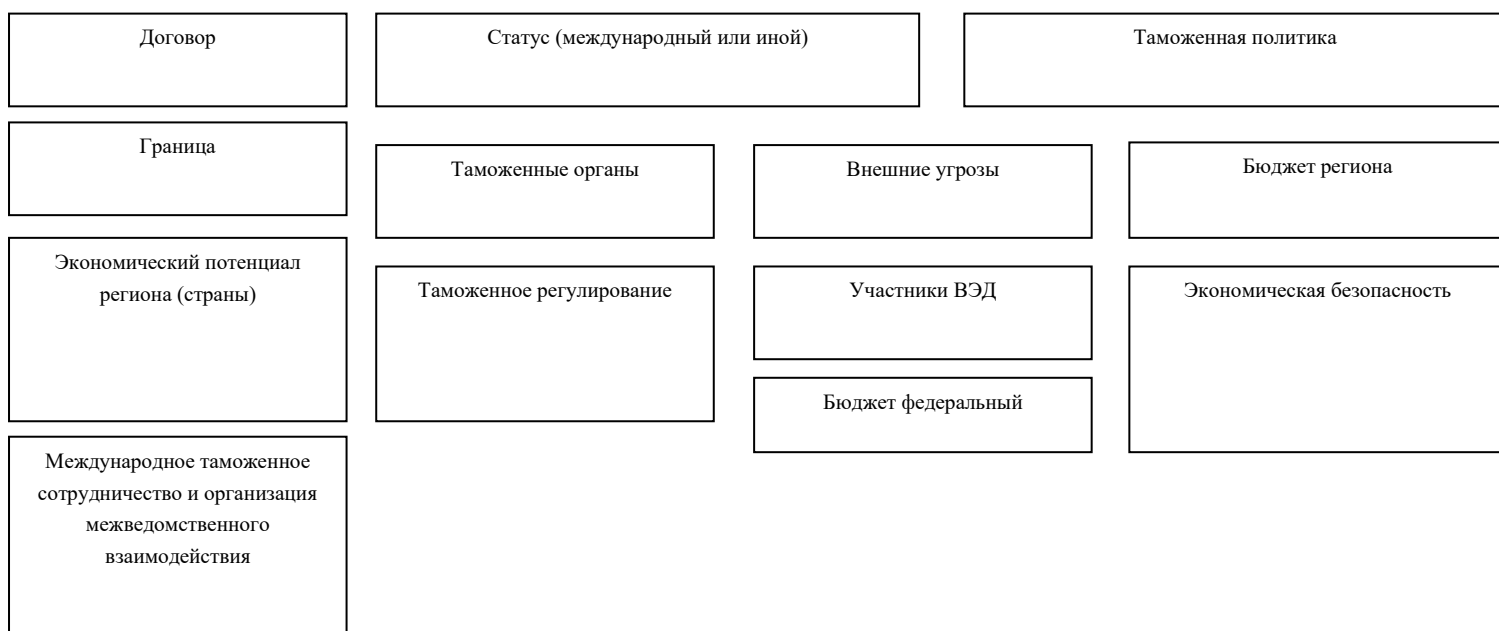 Договор
Статус (международный или иной)
Таможенная политика
Граница
Таможенные органы
Внешние угрозы
Бюджет региона
Экономический потенциал
региона (страны)
Таможенное регулирование
Участники ВЭД
Экономическая безопасность
Бюджет федеральный
Международное таможенное
сотрудничество и организация
межведомственного
взаимодействия